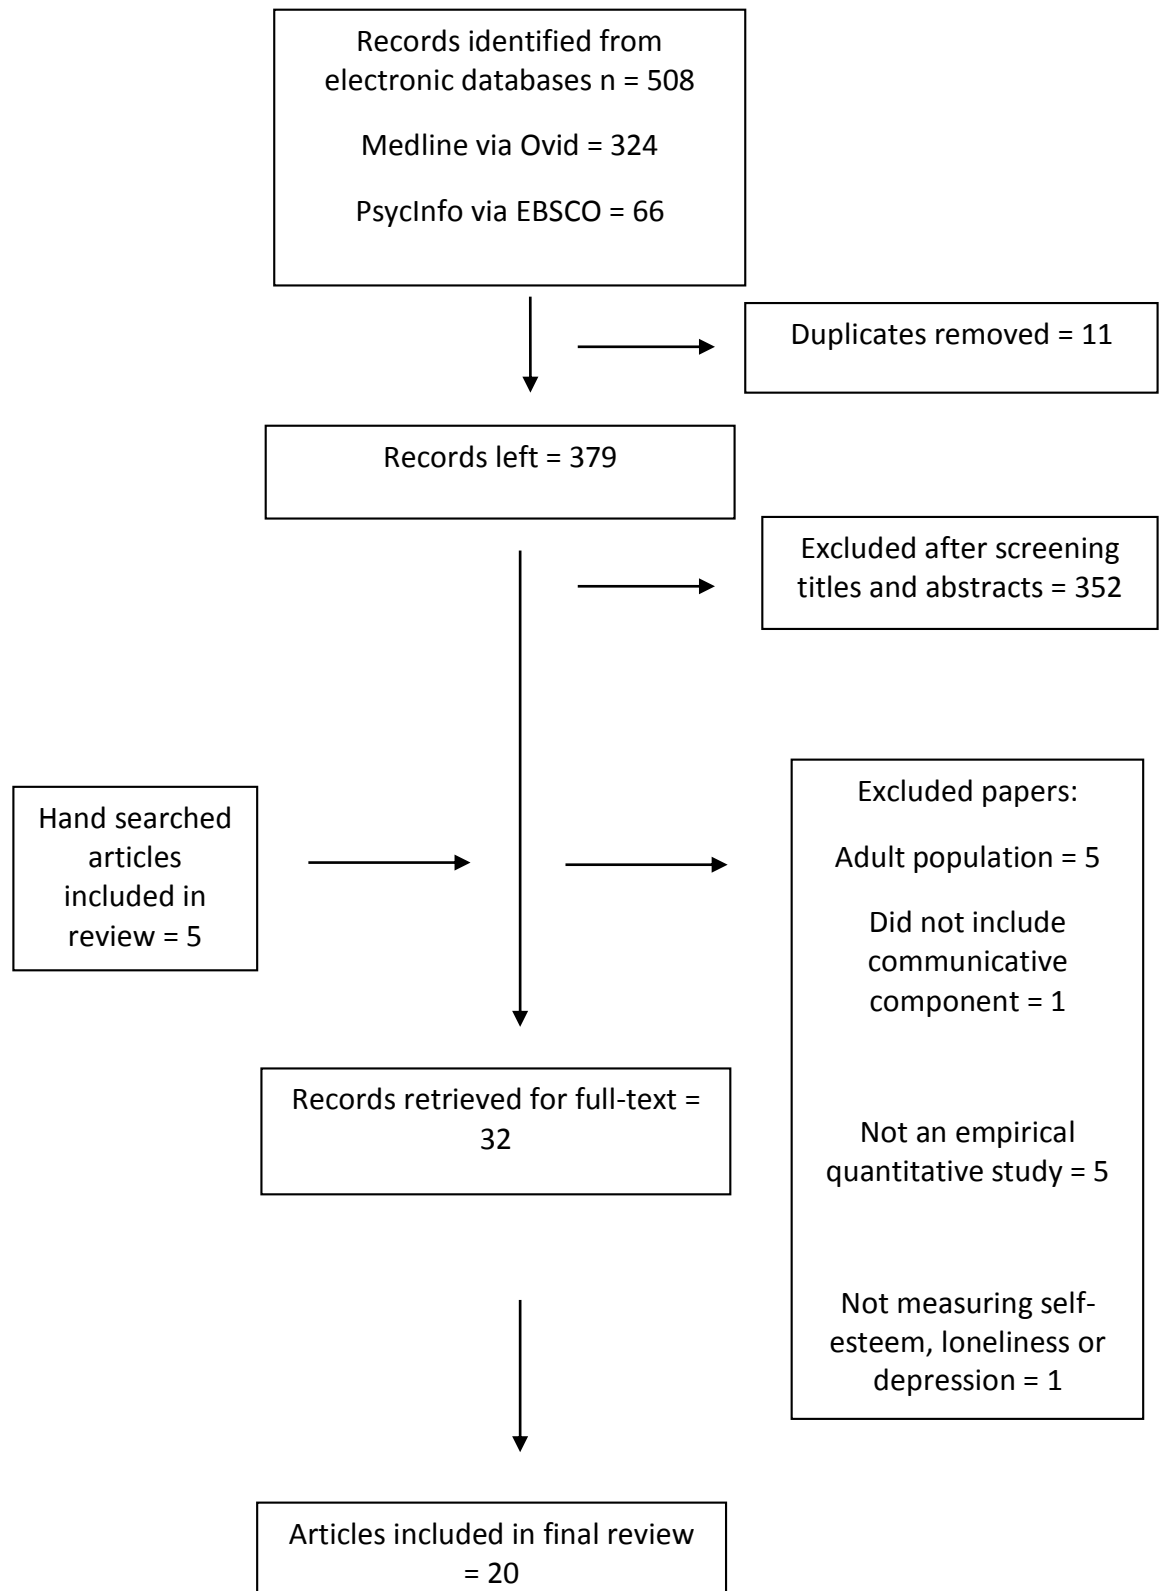 Records identified from
electronic databases n = 508
Medline via Ovid = 324
PsycInfo via EBSCO = 66
Duplicates removed = 11
Records left = 379
Excluded after screening
titles and abstracts = 352
Hand searched
articles
included in
review = 5
Excluded papers:
Adult population = 5
Did not include
communicative
component = 1
Not an empirical
quantitative study = 5
Not measuring self-
esteem, loneliness or
depression = 1
Records retrieved for full-text =
32
Articles included in final review
= 20